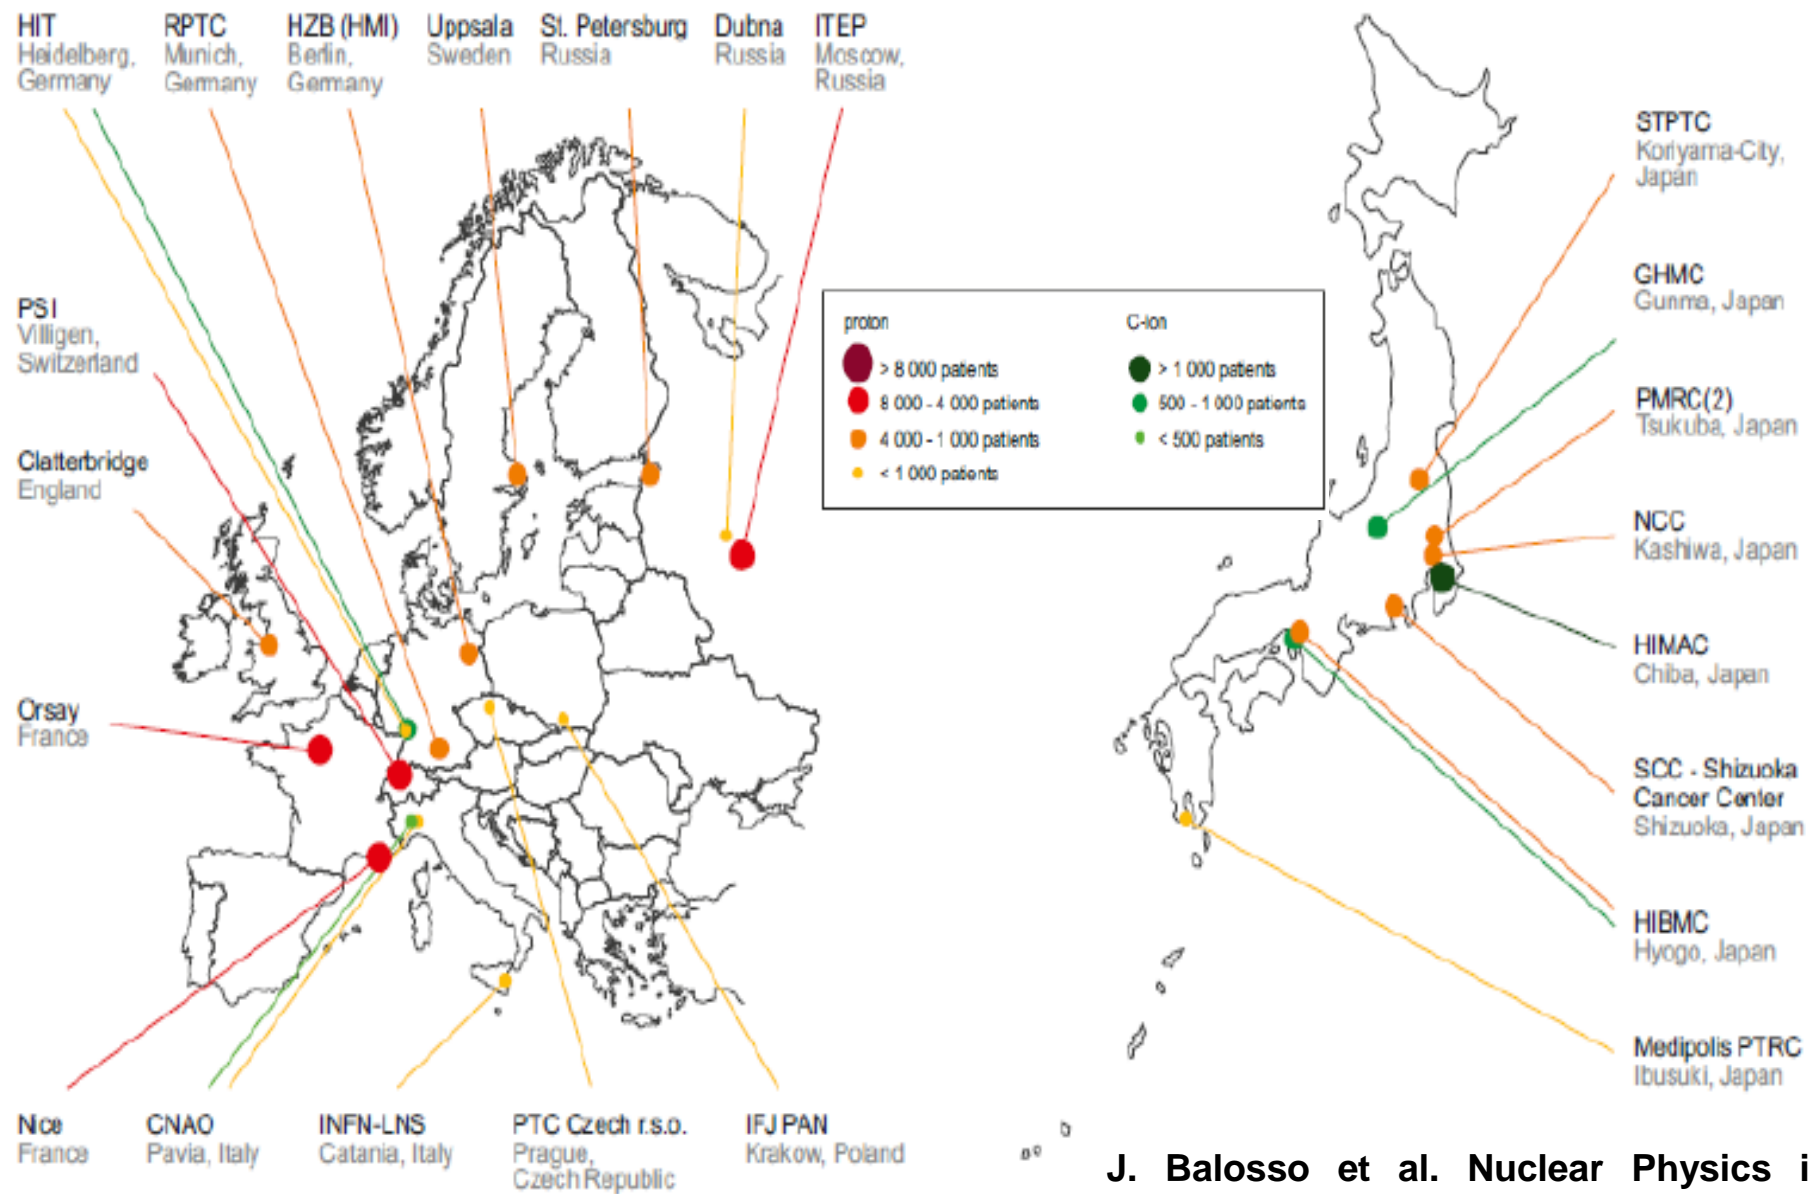 HIT
Heidelberg,
Germany
RPTC
Munich,
Germany
HZB (HMI)
Berlin,
Germany
Uppsala
Sweden
St. Petersburg
Russia
Dubna
Russia
ITEP
Moscow,
Russia
PSI
Villigen,
Switzerland
Clatterbridge
England
Orsay
France
proton
> 8 000 patients
8 000 - 4 000 patients
4 000 - 1 000 patients
< 1 000 patients
C-ion
> 1 000 patients
500 - 1 000 patients
< 500 patients
STPTC
Koriyama-City,
Japan
GHMC
Gunma, Japan
PMRC(2)
Tsukuba, Japan
NCC
Kashiwa, Japan
HIMAC
Chiba, Japan
SCC - Shizuoka
Cancer Center
Shizuoka, Japan
HIBMC
Hyogo, Japan
Medipolis PTRC
Ibusuki, Japan
Nice
France
CNAO
Pavia, Italy
INFN-LNS
Catania, Italy
PTC Czech r.s.o.
Prague,
Czech Republic
IFJ PAN
Krakow, Poland
J. Balosso et al. Nuclear Physics i